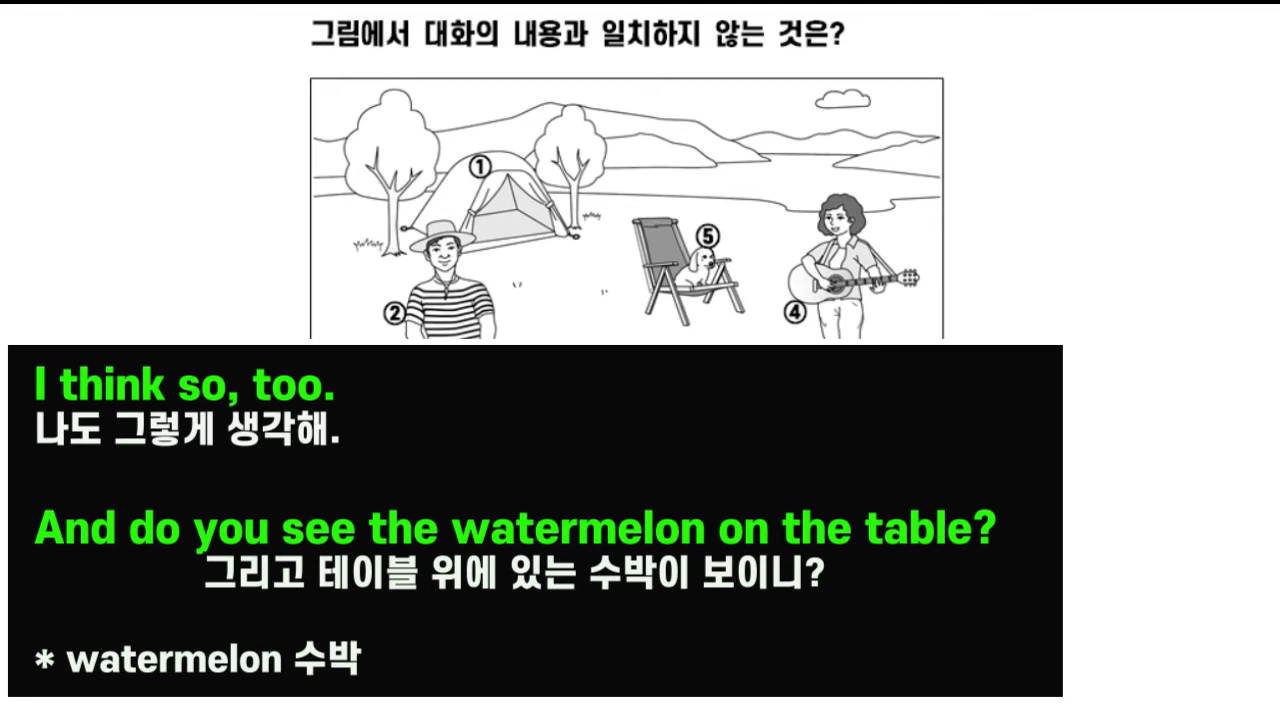 그림에서 대화의 내용과 일치하지 않는 것은?
①
②
⑤
④
I think so, too.
나도 그렇게 생각해.
And do you see the watermelon on the table?
그리고 테이블 위에 있는 수박이 보이니?
* watermelon 수박